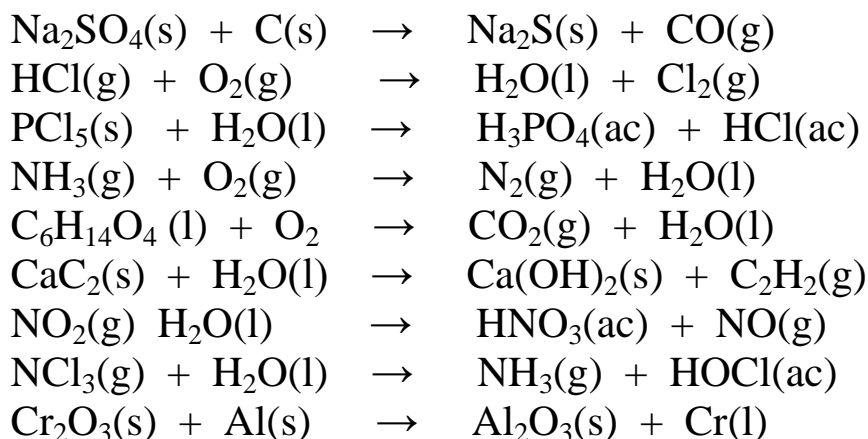 Na₂SO₄(s) + C(s) → Na₂S(s) + CO(g)
HCl(g) + O₂(g) → H₂O(l) + Cl₂(g)
PCl₅(s) + H₂O(l) → H₃PO₄(ac) + HCl(ac)
NH₃(g) + O₂(g) → N₂(g) + H₂O(l)
C₆H₁₄O₄ (l) + O₂ → CO₂(g) + H₂O(l)
CaC₂(s) + H₂O(l) → Ca(OH)₂(s) + C₂H₂(g)
NO₂(g) H₂O(l) → HNO₃(ac) + NO(g)
NCl₃(g) + H₂O(l) → NH₃(g) + HOCl(ac)
Cr₂O₃(s) + Al(s) → Al₂O₃(s) + Cr(l)